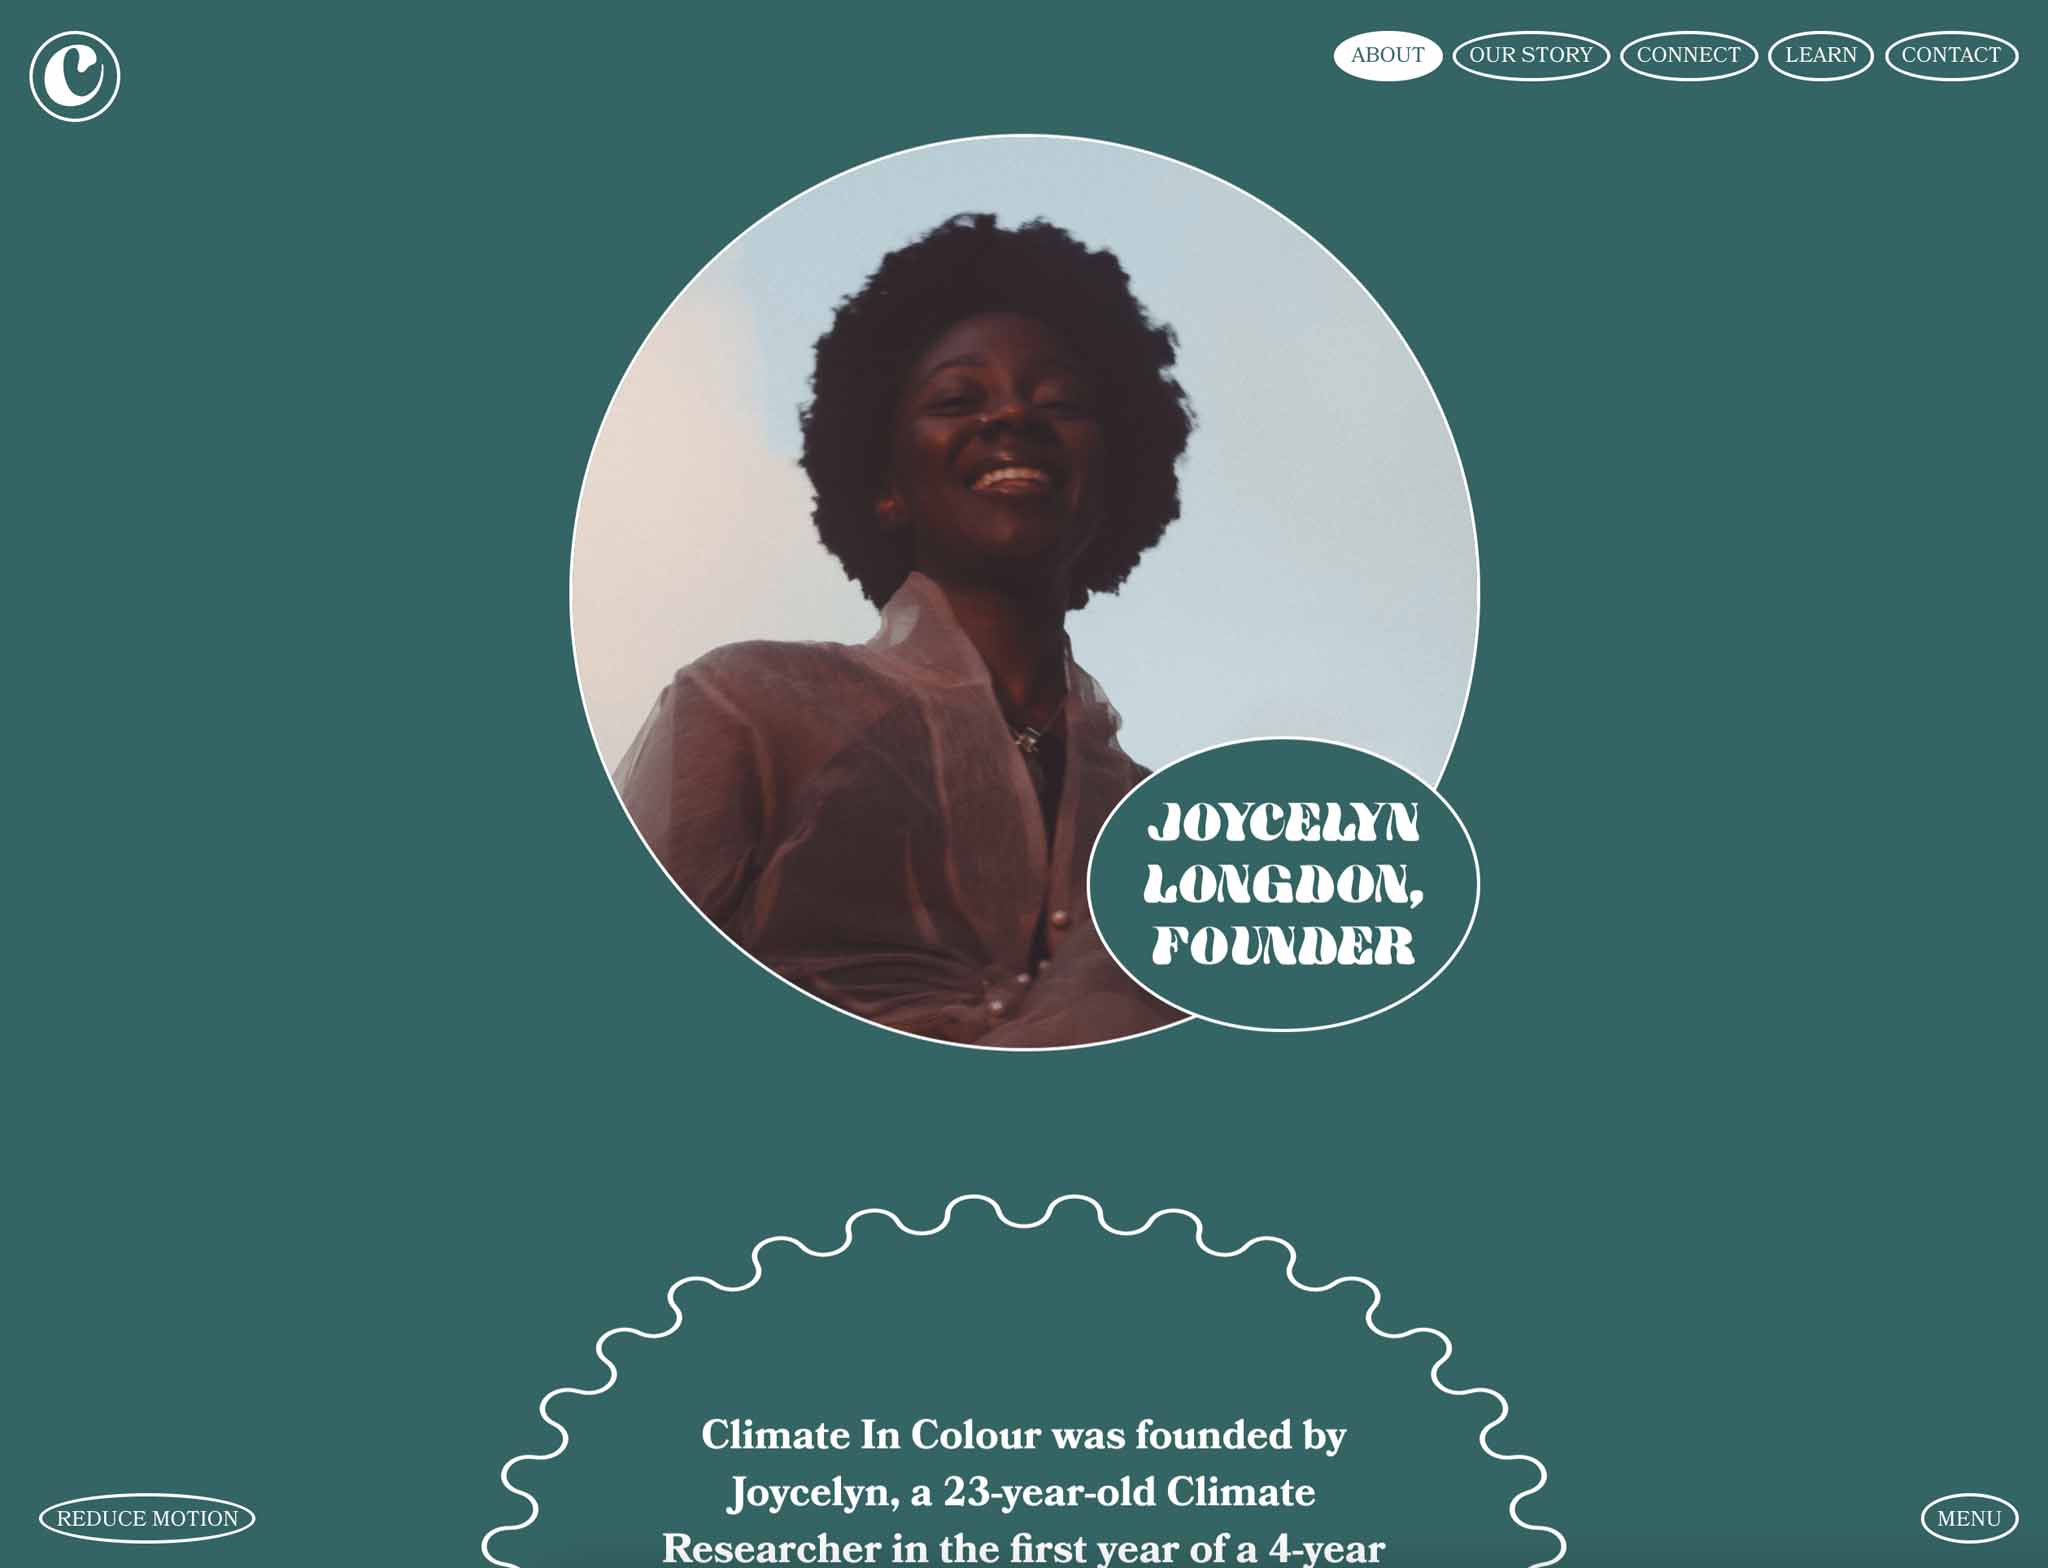 C
ABOUT
OUR STORY
CONNECT
LEARN
CONTACT
JOYCELYN
LONGDON,
FOUNDER
Climate In Colour was founded by
Joycelyn, a 23-year-old Climate
Researcher in the first year of a 4-year
REDUCE MOTION
MENU